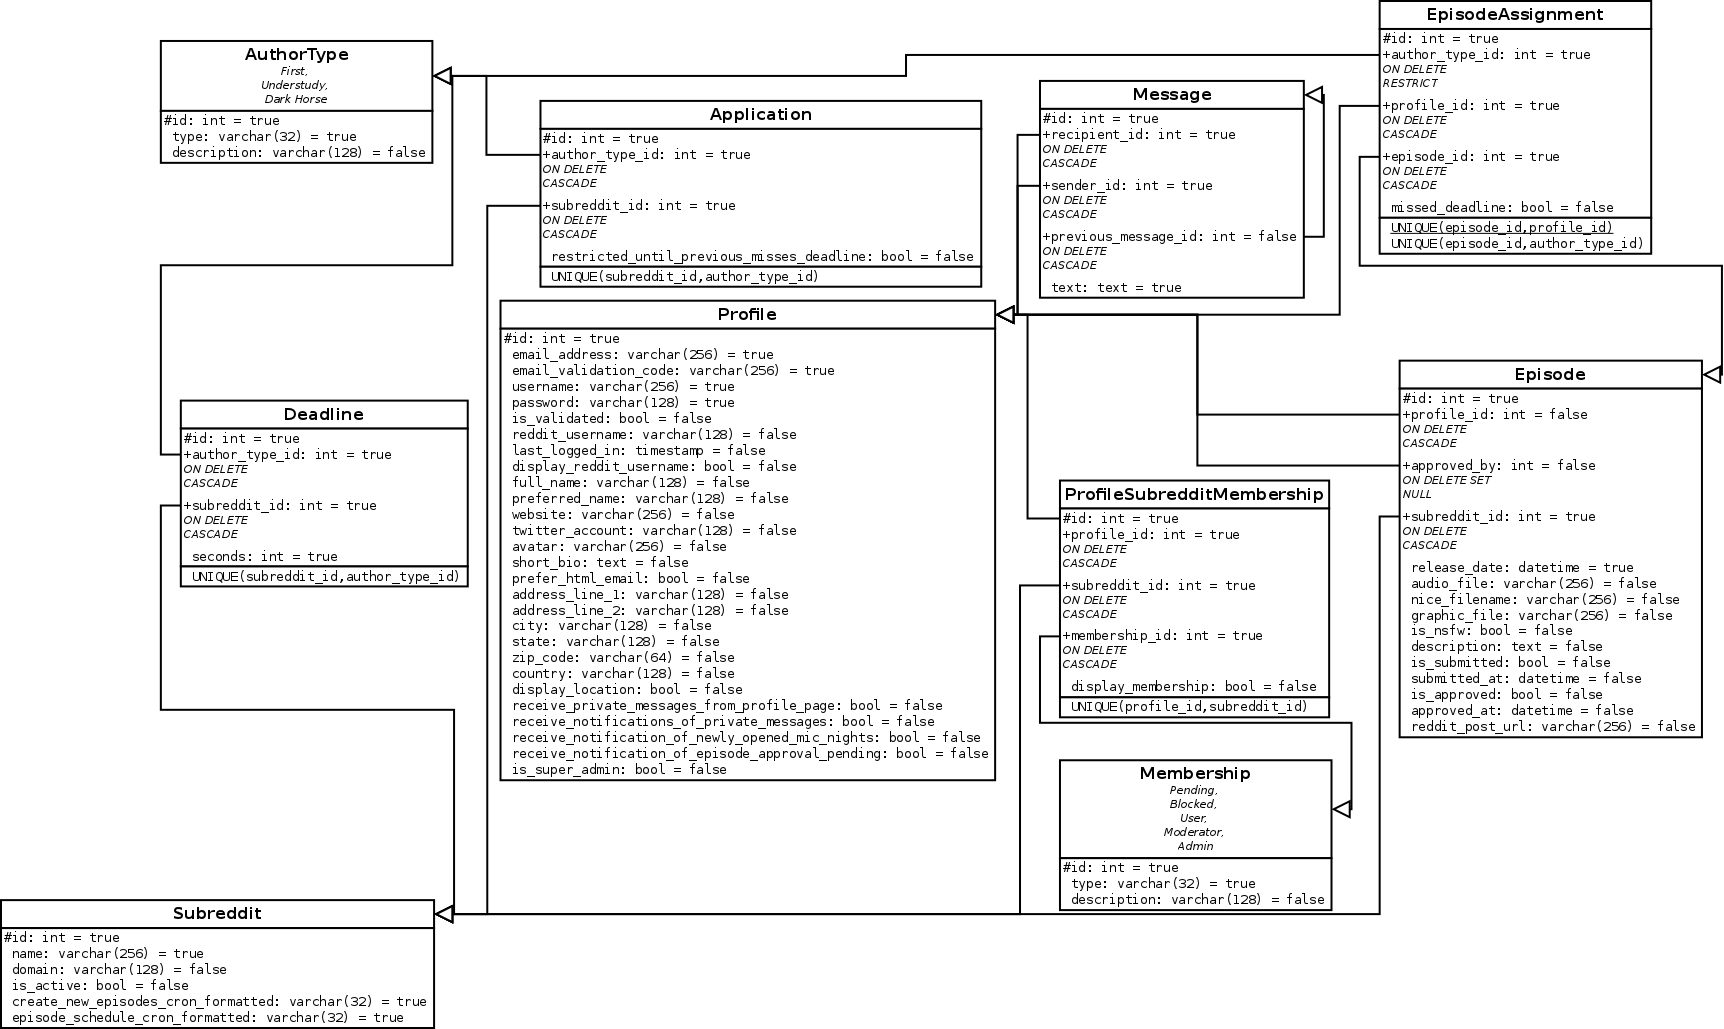 EpisodeAssignment
#id: int = true
+author_type_id: int = true
ON DELETE
RESTRICT
+profile_id: int = true
ON DELETE
CASCADE
+episode_id: int = true
ON DELETE
CASCADE
missed_deadline: bool = false
UNIQUE(episode_id,profile_id)
UNIQUE(episode_id,author_type_id)
AuthorType
First,
Understudy,
Dark Horse
#id: int = true
type: varchar(32) = true
description: varchar(128) = false
Application
#id: int = true
+author_type_id: int = true
ON DELETE
CASCADE
+subreddit_id: int = true
ON DELETE
CASCADE
restricted_until_previous_misses_deadline: bool = false
UNIQUE(subreddit_id,author_type_id)
Message
#id: int = true
+recipient_id: int = true
ON DELETE
CASCADE
+sender_id: int = true
ON DELETE
CASCADE
+previous_message_id: int = false
ON DELETE
CASCADE
text: text = true
Profile
#id: int = true
email_address: varchar(256) = true
email_validation_code: varchar(256) = true
username: varchar(256) = true
password: varchar(128) = true
is_validated: bool = false
reddit_username: varchar(128) = false
last_logged_in: timestamp = false
display_reddit_username: bool = false
full_name: varchar(128) = false
preferred_name: varchar(128) = false
website: varchar(256) = false
twitter_account: varchar(128) = false
avatar: varchar(256) = false
short_bio: text = false
prefer_html_email: bool = false
address_line_1: varchar(128) = false
address_line_2: varchar(128) = false
city: varchar(128) = false
state: varchar(128) = false
zip_code: varchar(64) = false
country: varchar(128) = false
display_location: bool = false
receive_private_messages_from_profile_page: bool = false
receive_notifications_of_private_messages: bool = false
receive_notification_of_newly_opened_mic_nights: bool = false
receive_notification_of_episode_approval_pending: bool = false
is_super_admin: bool = false
Deadline
#id: int = true
+author_type_id: int = true
ON DELETE
CASCADE
+subreddit_id: int = true
ON DELETE
CASCADE
seconds: int = true
UNIQUE(subreddit_id,author_type_id)
Episode
#id: int = true
+profile_id: int = false
ON DELETE
CASCADE
+approved_by: int = false
ON DELETE SET
NULL
+subreddit_id: int = true
ON DELETE
CASCADE
release_date: datetime = true
audio_file: varchar(256) = false
nice_filename: varchar(256) = false
graphic_file: varchar(256) = false
is_nsfw: bool = false
description: text = false
is_submitted: bool = false
submitted_at: datetime = false
is_approved: bool = false
approved_at: datetime = false
reddit_post_url: varchar(256) = false
ProfileSubredditMembership
#id: int = true
+profile_id: int = true
ON DELETE
CASCADE
+subreddit_id: int = true
ON DELETE
CASCADE
+membership_id: int = true
ON DELETE
CASCADE
display_membership: bool = false
UNIQUE(profile_id,subreddit_id)
Membership
Pending,
Blocked,
User,
Moderator,
Admin
#id: int = true
type: varchar(32) = true
description: varchar(128) = false
Subreddit
#id: int = true
name: varchar(256) = true
domain: varchar(128) = false
is_active: bool = false
create_new_episodes_cron_formatted: varchar(32) = true
episode_schedule_cron_formatted: varchar(32) = true